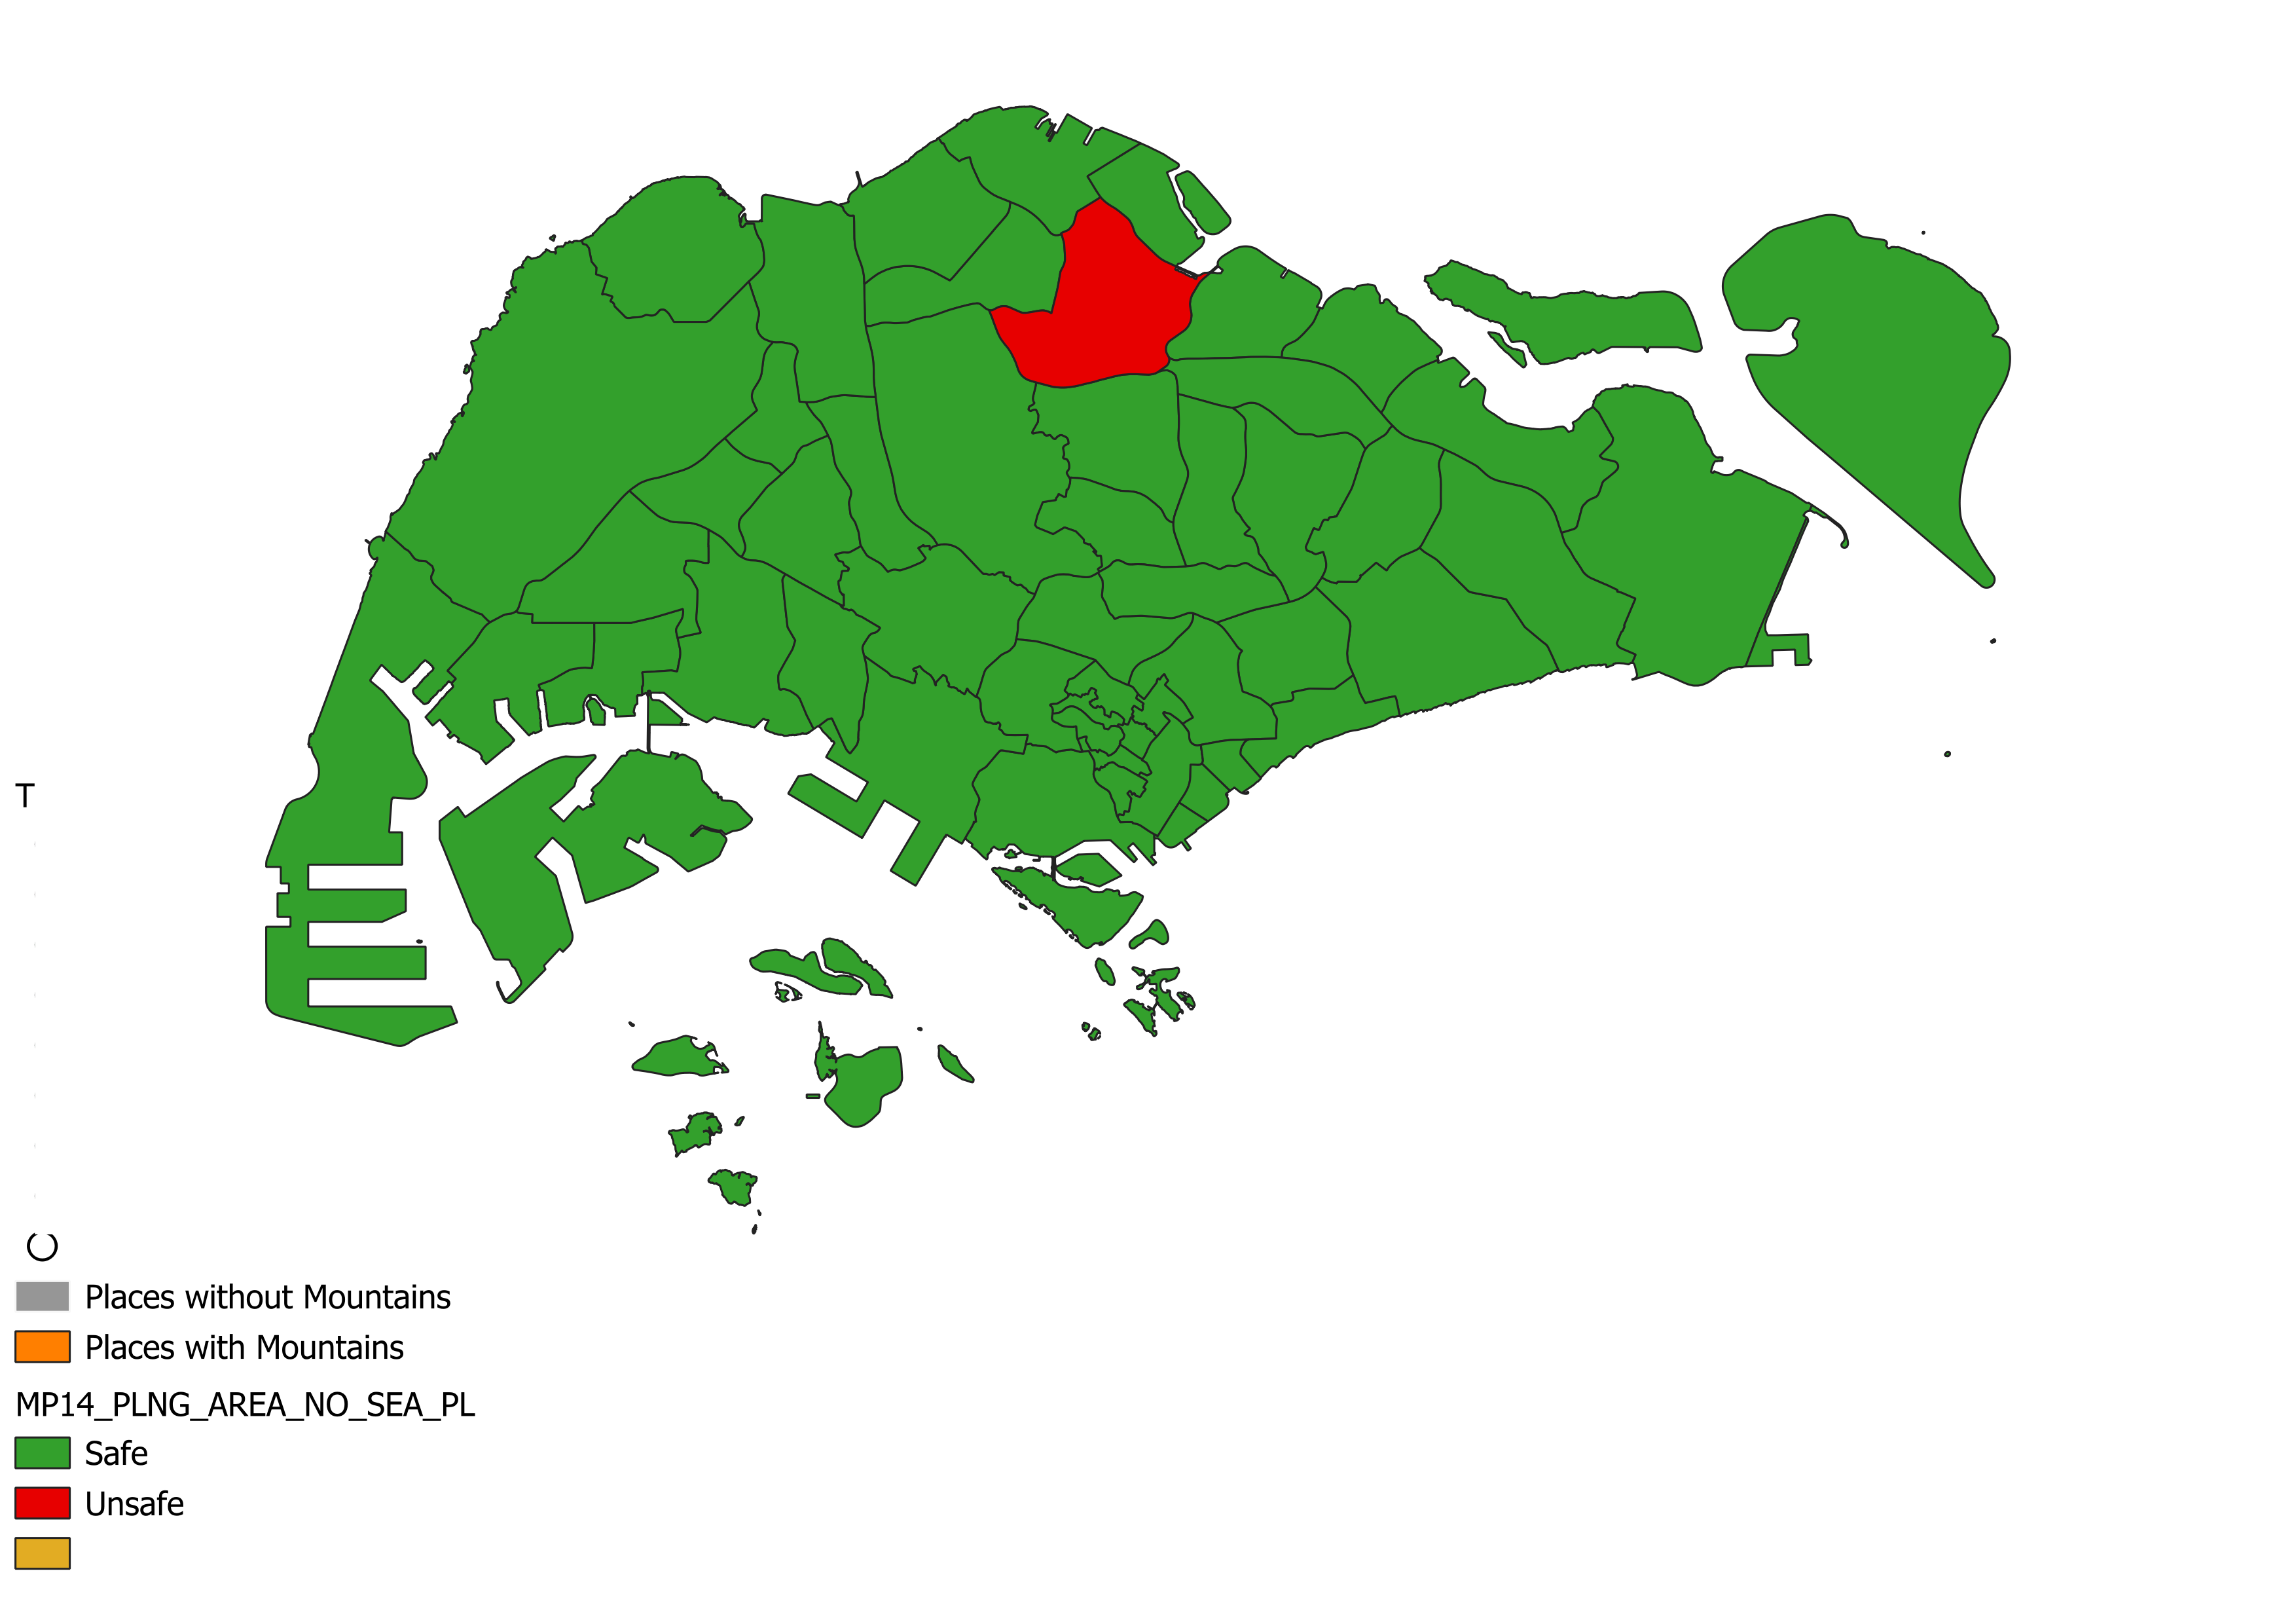 T
Places without Mountains
Places with Mountains
MP14_PLNG_AREA_NO_SEA_PL
Safe
Unsafe